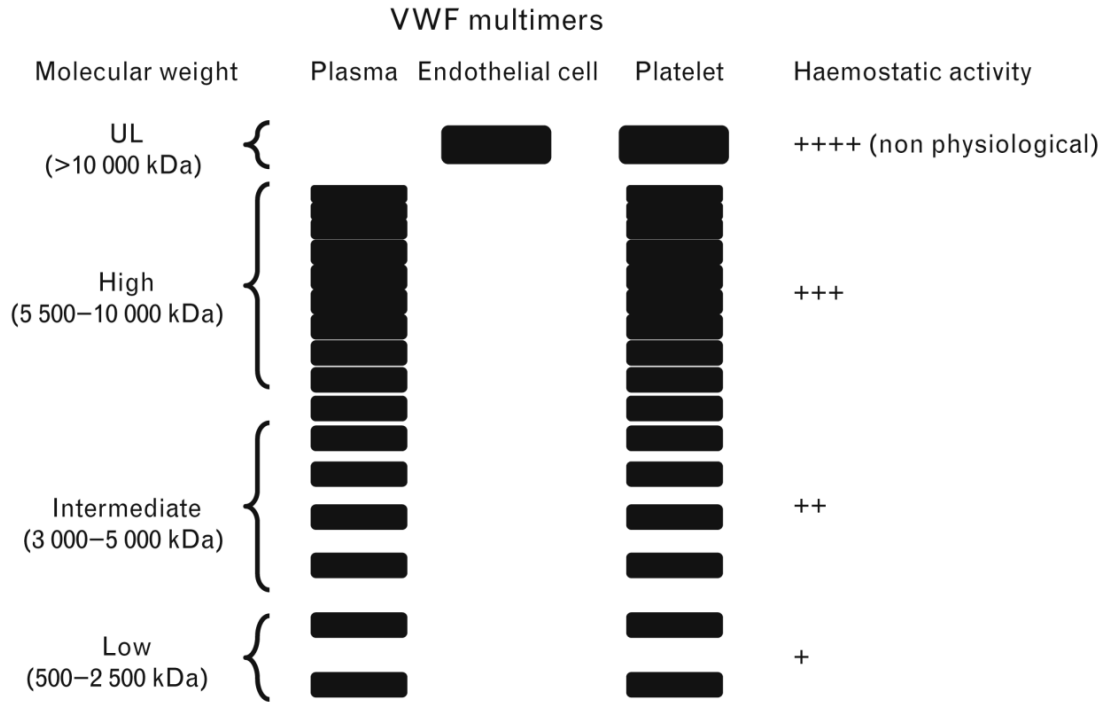 VWF multimers
Molecular weight Plasma Endothelial cell Platelet Haemostatic activity
UL
(>10 000 kDa)
++++ (non physiological)
High
(5 500–10 000 kDa)
+++
Intermediate
(3 000–5 000 kDa)
++
Low
(500–2 500 kDa)
+